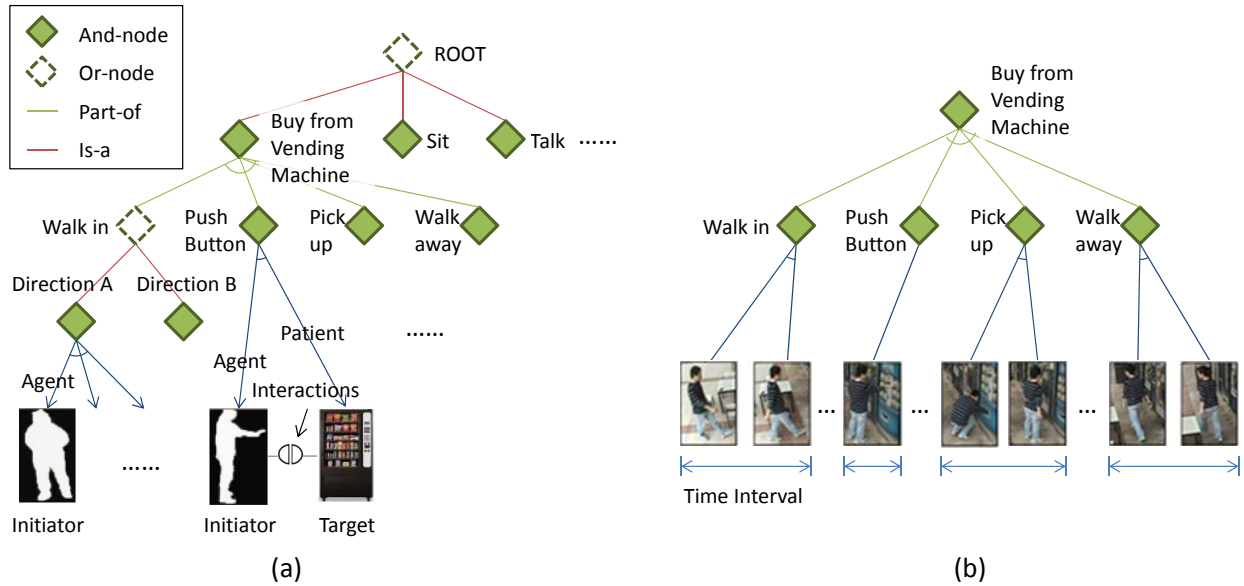 And-node
Or-node
Part-of
Is-a
ROOT
Buy from
Vending
Machine
Sit
Talk
......
Walk in
Push
Button
Pick
up
Walk
away
Direction A
Direction B
Agent
......
Agent
Patient
Interactions
......
Initiator
Initiator
Target
(a)
Buy from
Vending
Machine
Walk in
Push
Button
Pick
up
Walk
away
...
...
...
Time Interval
(b)